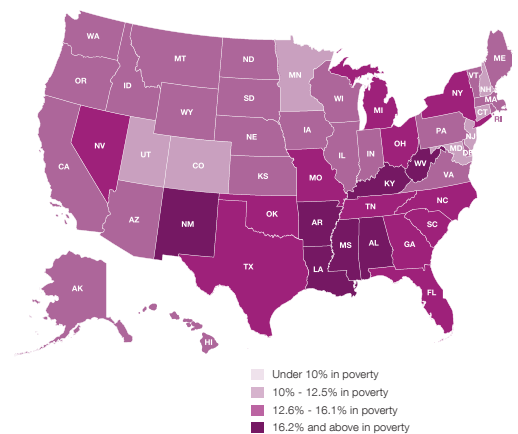 WA
MT
ND
MN
ME
OR
ID
SD
WI
MI
VT
NH
NY
MA
CT
RI
WY
NE
IA
PA
NJ
NV
UT
CO
IL
IN
OH
MD
CA
KS
MO
KY
WV
VA
AZ
NM
OK
AR
TN
NC
SC
TX
LA
MS
AL
GA
FL
AK
HI
Under 10% in poverty
10% - 12.5% in poverty
12.6% - 16.1% in poverty
16.2% and above in poverty